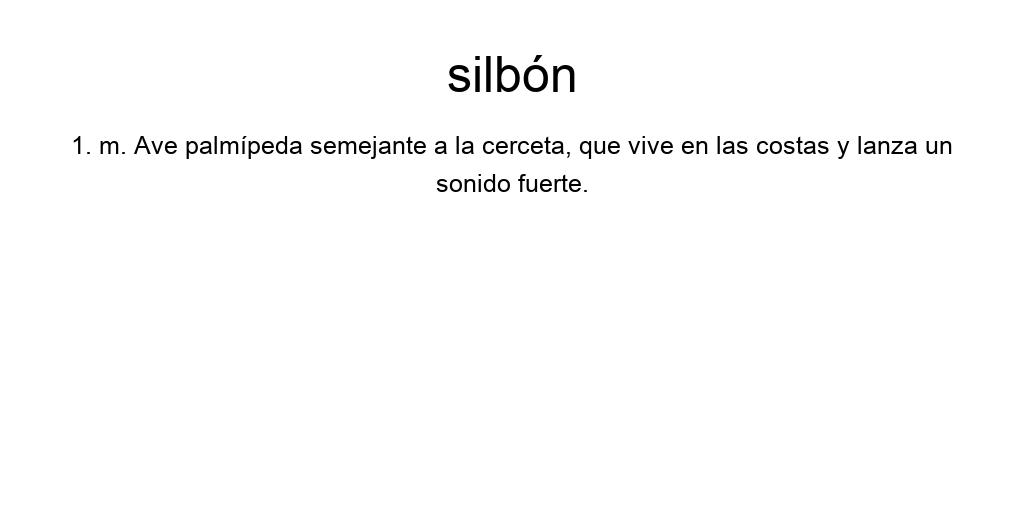 silbón
1. m. Ave palmípeda semejante a la cerceta, que vive en las costas y lanza un
sonido fuerte.